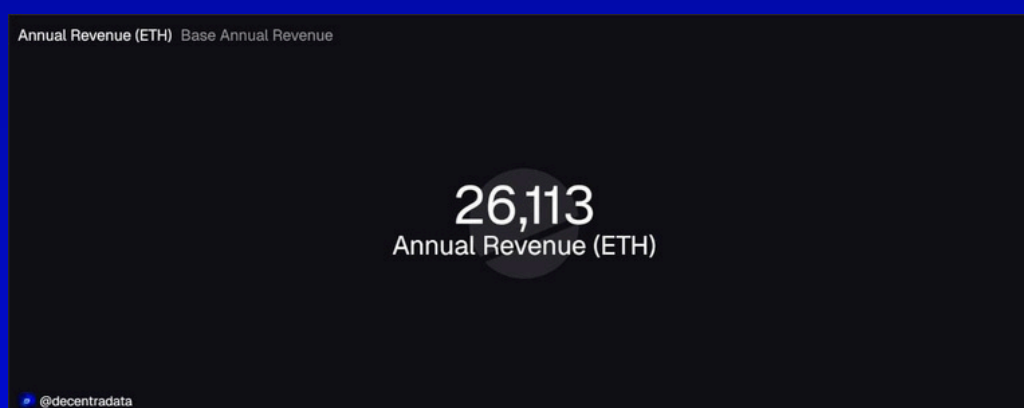 Annual Revenue (ETH) Base Annual Revenue
26,113
Annual Revenue (ETH)
@decentradata